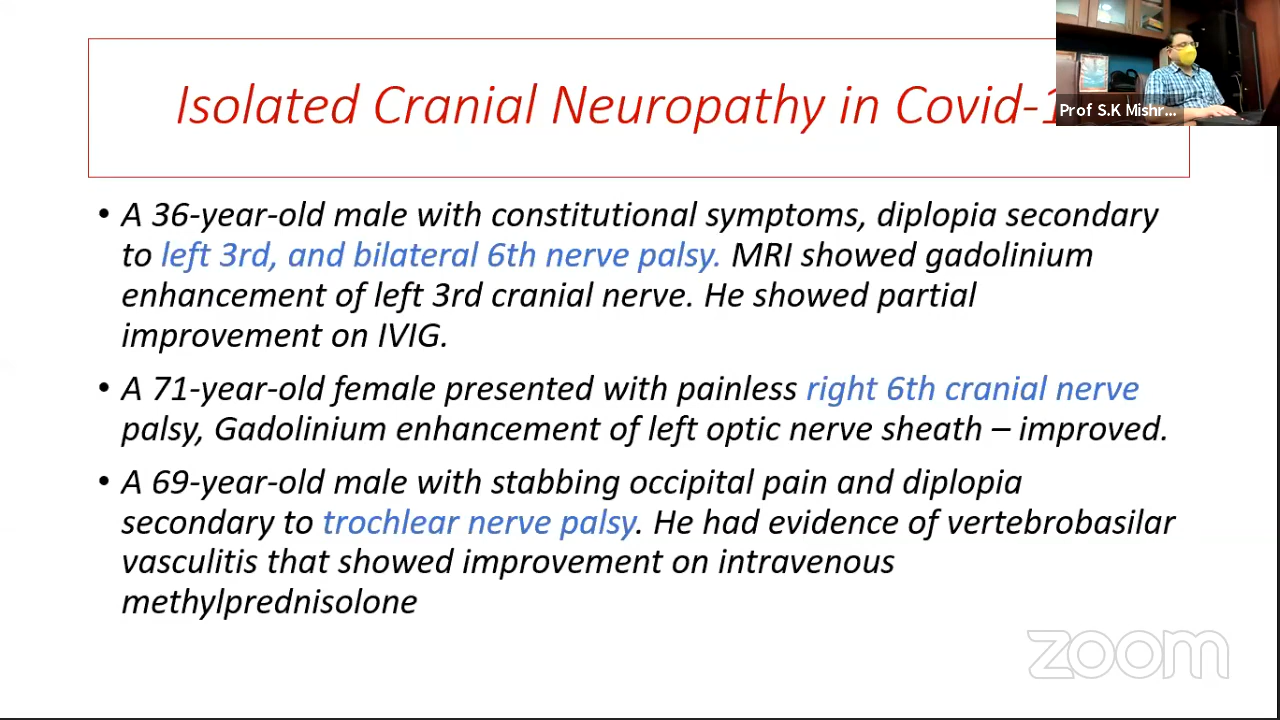 Isolated Cranial Neuropathy in Covid-1
Prof S.K Mishr...
• A 36-year-old male with constitutional symptoms, diplopia secondary
to left 3rd, and bilateral 6th nerve palsy. MRI showed gadolinium
enhancement of left 3rd cranial nerve. He showed partial
improvement on IVIG.
• A 71-year-old female presented with painless right 6th cranial nerve
palsy, Gadolinium enhancement of left optic nerve sheath – improved.
• A 69-year-old male with stabbing occipital pain and diplopia
secondary to trochlear nerve palsy. He had evidence of vertebrobasilar
vasculitis that showed improvement on intravenous
methylprednisolone
zoom